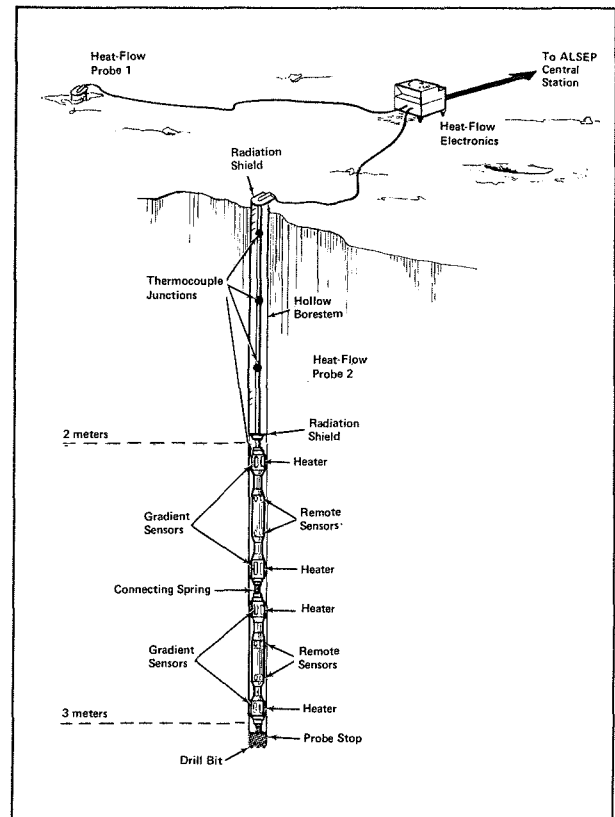 Heat-Flow
Probe 1
To ALSEP
Central
Station
Heat-Flow
Electronics
Radiation
Shield
Thermocouple
Junctions
Hollow
Borestem
Heat-Flow
Probe 2
Radiation
Shield
2 meters
Heater
Gradient
Sensors
Remote
Sensors
Heater
Connecting Spring
Heater
Gradient
Sensors
Remote
Sensors
Heater
3 meters
Probe Stop
Drill Bit